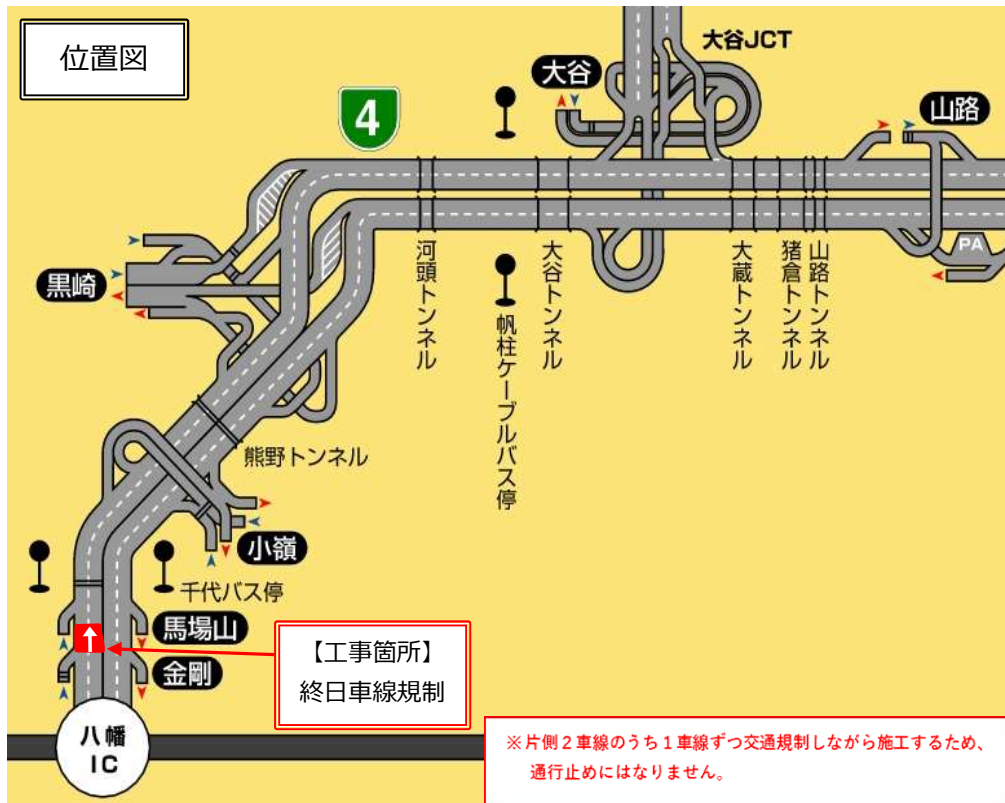 位置図
大谷JCT
大谷
山路
4
黒崎
河頭トンネル
帆柱ケーブルバス停
大谷トンネル
大蔵トンネル
猪倉トンネル
山路トンネル
PA
熊野トンネル
小嶺
千代バス停
馬場山
金剛
【工事箇所】
終日車線規制
八幡
IC
※片側2車線のうち1車線ずつ交通規制しながら施工するため、
通行止めにはなりません。